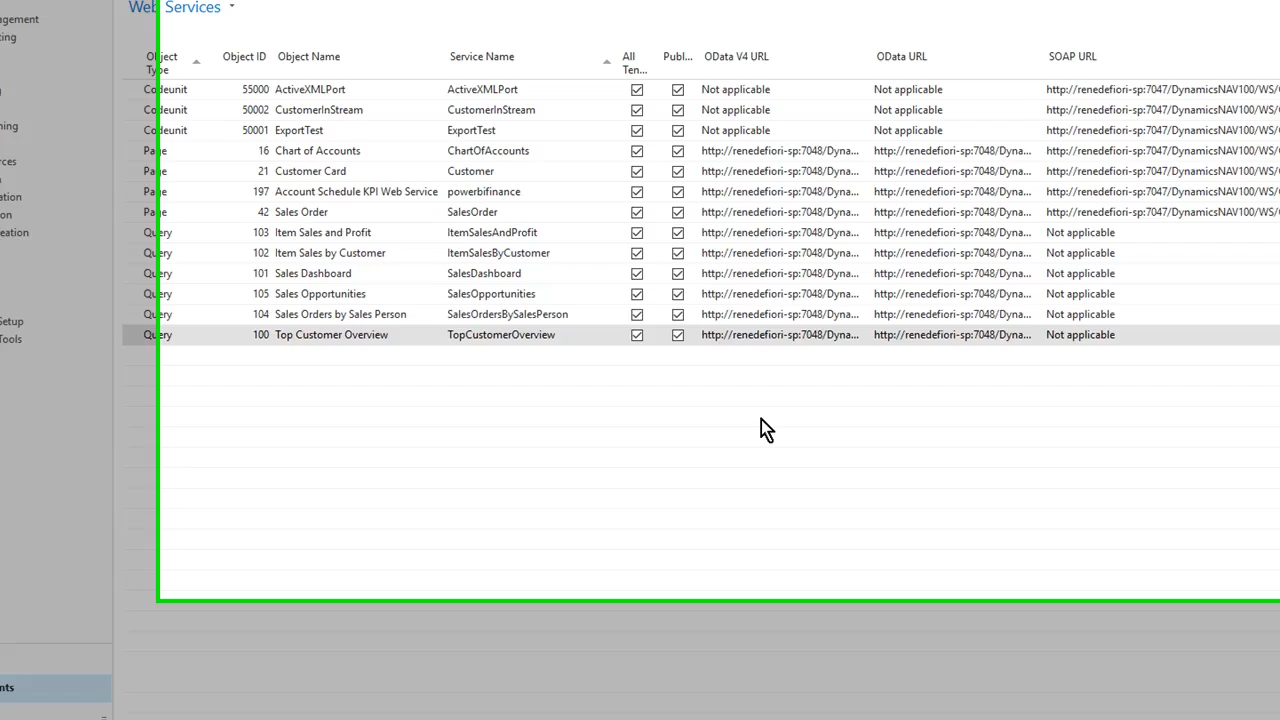 Web Services
agement
ting
ning
rces
ation
on
eation
Setup
Tools
nts
Object Type Object ID Object Name Service Name All Ten... Publ... OData V4 URL OData URL SOAP URL
Codeunit 55000 ActiveXMLPort ActiveXMLPort Not applicable Not applicable http://renedefiori-sp:7047/DynamicsNAV100/WS/
Codeunit 50002 CustomerInStream CustomerInStream Not applicable Not applicable http://renedefiori-sp:7047/DynamicsNAV100/WS/
Codeunit 50001 ExportTest ExportTest Not applicable Not applicable http://renedefiori-sp:7047/DynamicsNAV100/WS/
Page 16 Chart of Accounts ChartOfAccounts http://renedefiori-sp:7048/Dyna... http://renedefiori-sp:7048/Dyna... http://renedefiori-sp:7047/DynamicsNAV100/WS/
Page 21 Customer Card Customer http://renedefiori-sp:7048/Dyna... http://renedefiori-sp:7048/Dyna... http://renedefiori-sp:7047/DynamicsNAV100/WS/
Page 197 Account Schedule KPI Web Service powerbifinance http://renedefiori-sp:7048/Dyna... http://renedefiori-sp:7048/Dyna... http://renedefiori-sp:7047/DynamicsNAV100/WS/
Page 42 Sales Order SalesOrder http://renedefiori-sp:7048/Dyna... http://renedefiori-sp:7048/Dyna... http://renedefiori-sp:7047/DynamicsNAV100/WS/
Query 103 Item Sales and Profit ItemSalesAndProfit http://renedefiori-sp:7048/Dyna... http://renedefiori-sp:7048/Dyna... Not applicable
Query 102 Item Sales by Customer ItemSalesByCustomer http://renedefiori-sp:7048/Dyna... http://renedefiori-sp:7048/Dyna... Not applicable
Query 101 Sales Dashboard SalesDashboard http://renedefiori-sp:7048/Dyna... http://renedefiori-sp:7048/Dyna... Not applicable
Query 105 Sales Opportunities SalesOpportunities http://renedefiori-sp:7048/Dyna... http://renedefiori-sp:7048/Dyna... Not applicable
Query 104 Sales Orders by Sales Person SalesOrdersBySalesPerson http://renedefiori-sp:7048/Dyna... http://renedefiori-sp:7048/Dyna... Not applicable
Query 100 Top Customer Overview TopCustomerOverview http://renedefiori-sp:7048/Dyna... http://renedefiori-sp:7048/Dyna... Not applicable